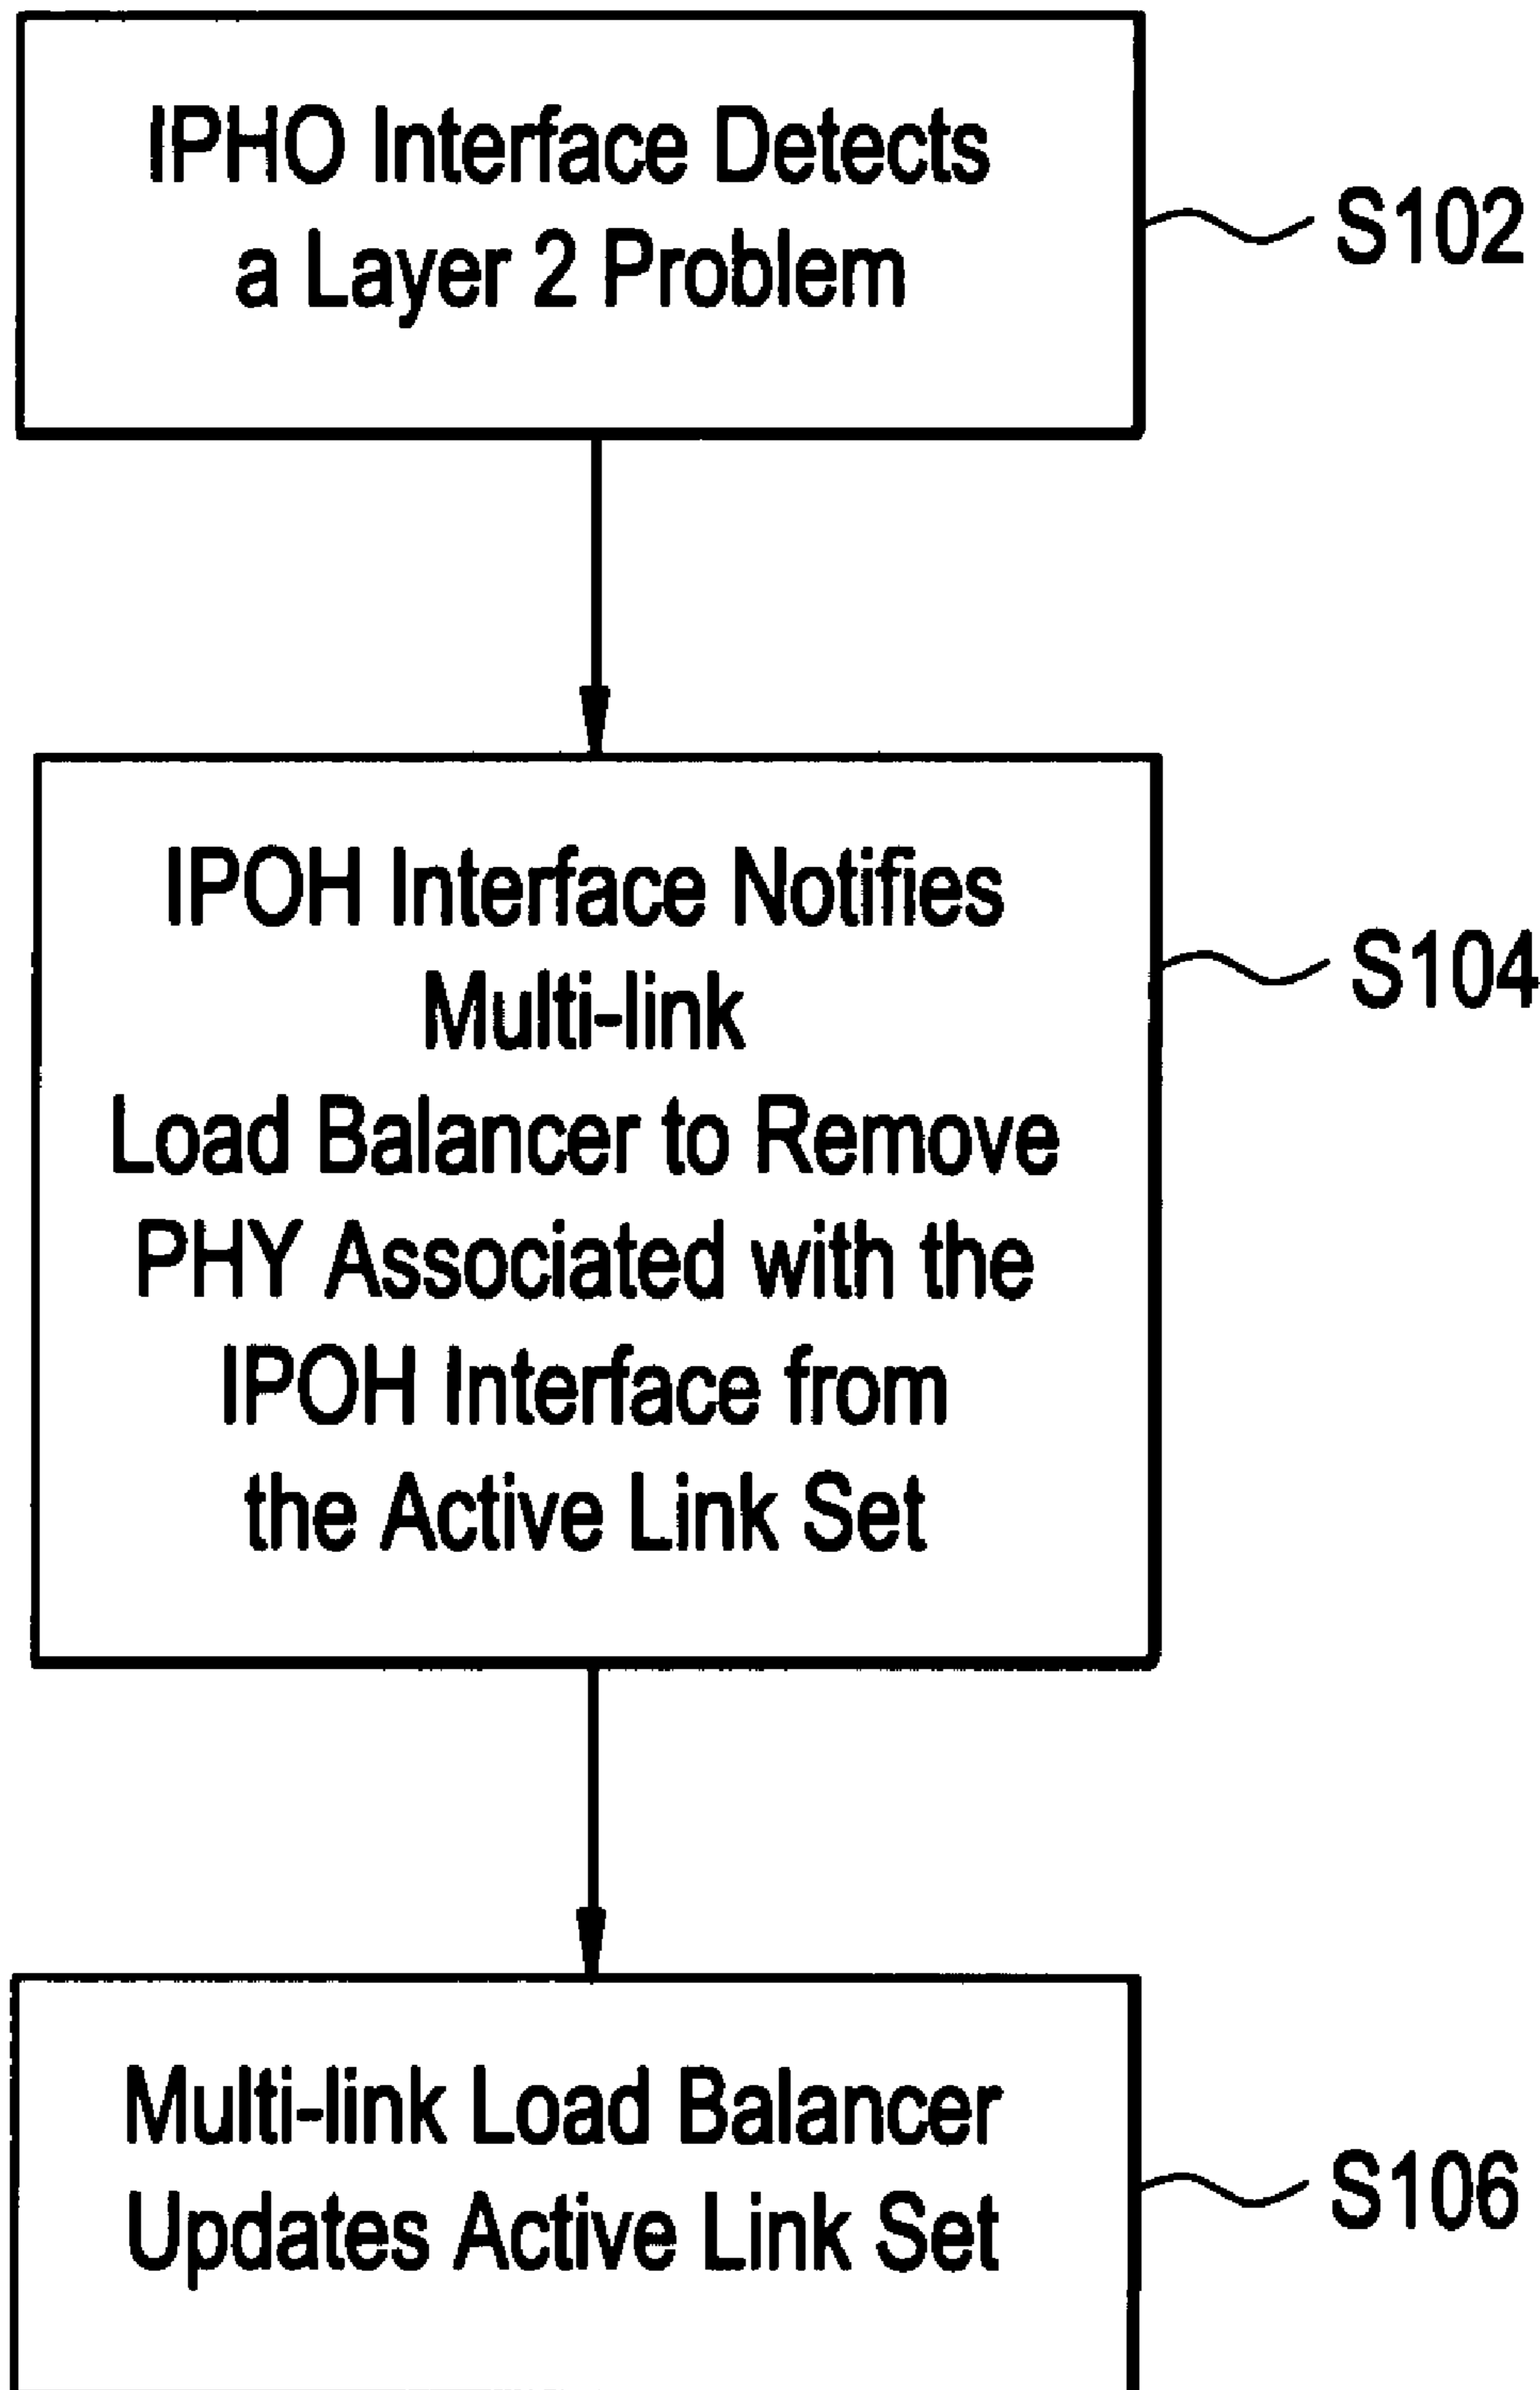 IPHO Interface Detects
a Layer 2 Problem
S102
IPOH Interface Notifies
Multi-link
Load Balancer to Remove
PHY Associated with the
IPOH Interface from
the Active Link Set
S104
Multi-link Load Balancer
Updates Active Link Set
S106